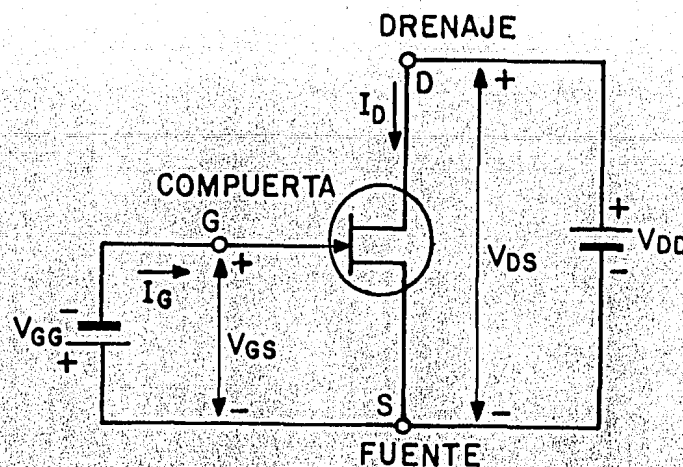 DRENAJE
D
+
I_D
COMPUERTA
G
+
I_G
-
V_GG
+
V_GS
-
V_DS
+
V_DD
-
S
-
FUENTE